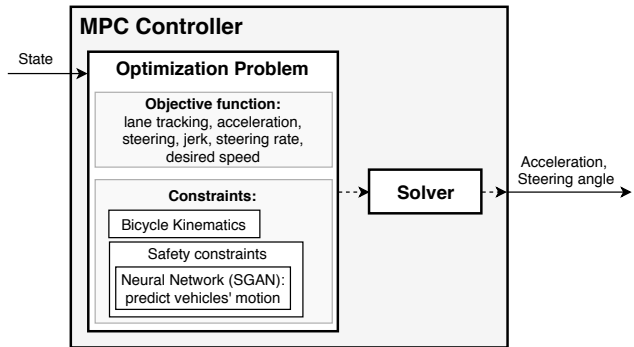 MPC Controller
State
Optimization Problem
Objective function:
lane tracking, acceleration,
steering, jerk, steering rate,
desired speed
Constraints:
Bicycle Kinematics
Safety constraints
Neural Network (SGAN):
predict vehicles' motion
Solver
Acceleration,
Steering angle